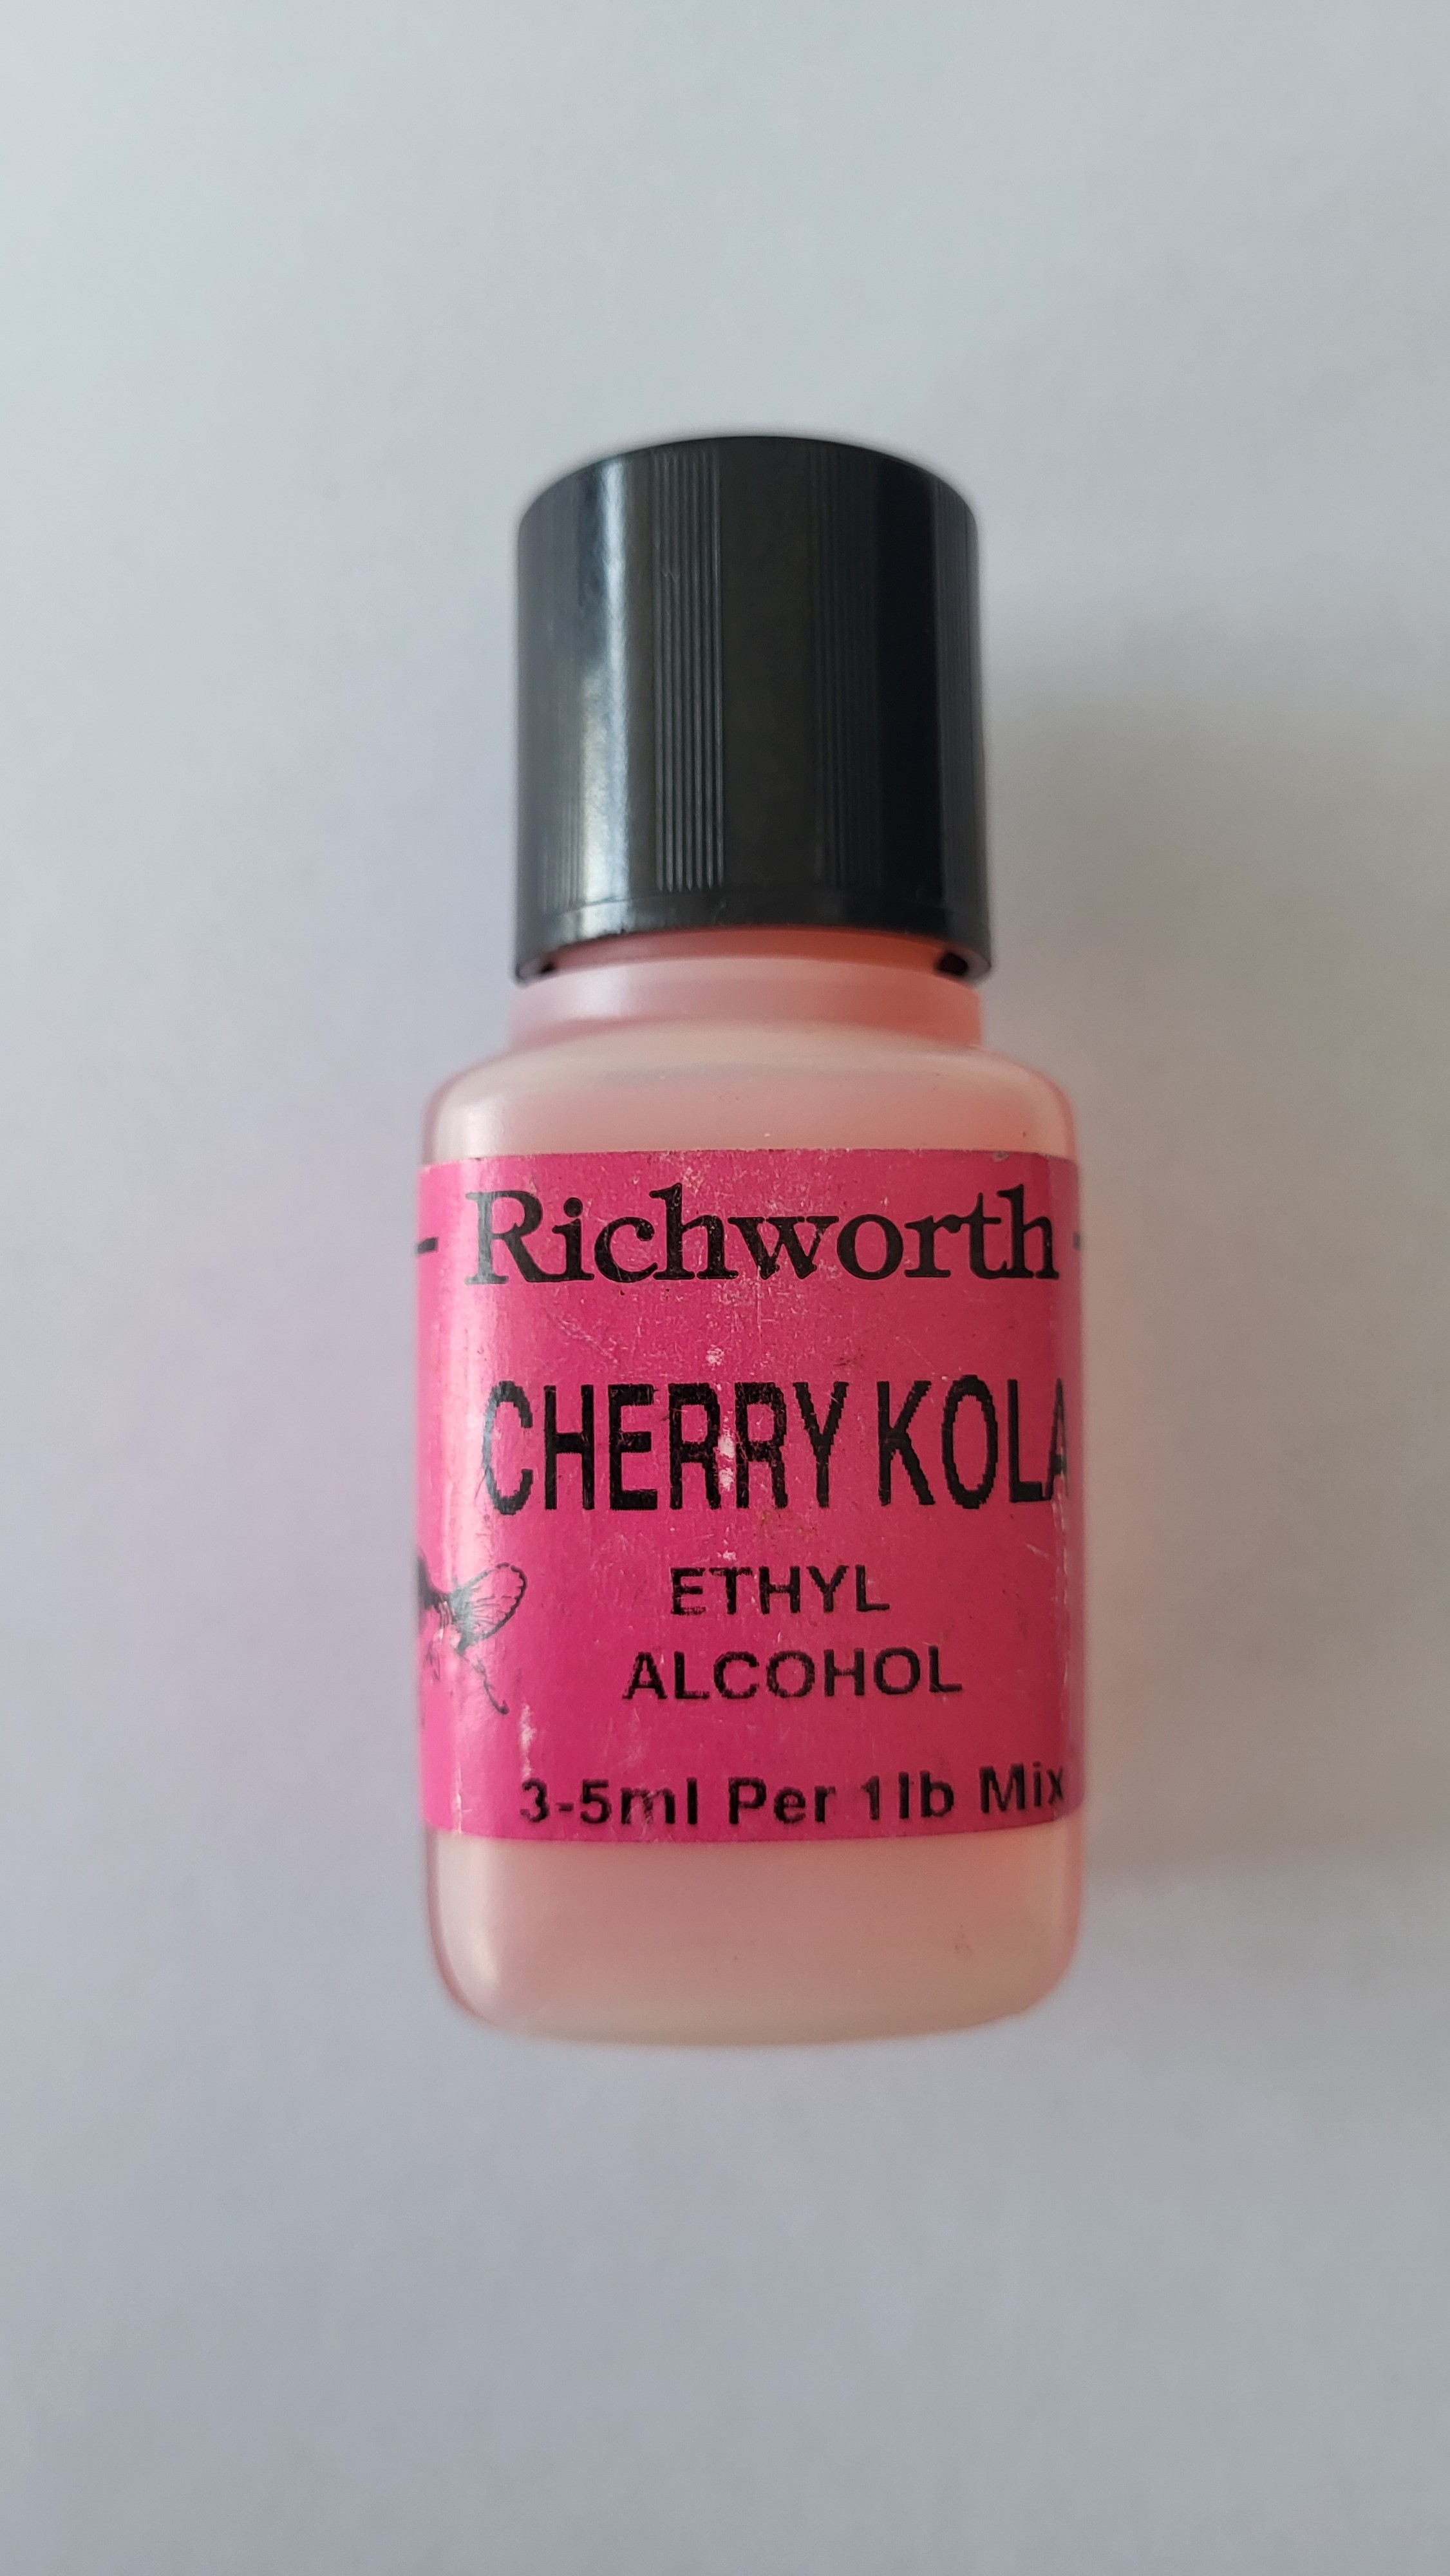 Richworth
CHERRY KOLA
ETHYL
ALCOHOL
3-5ml Per 1lb Mix